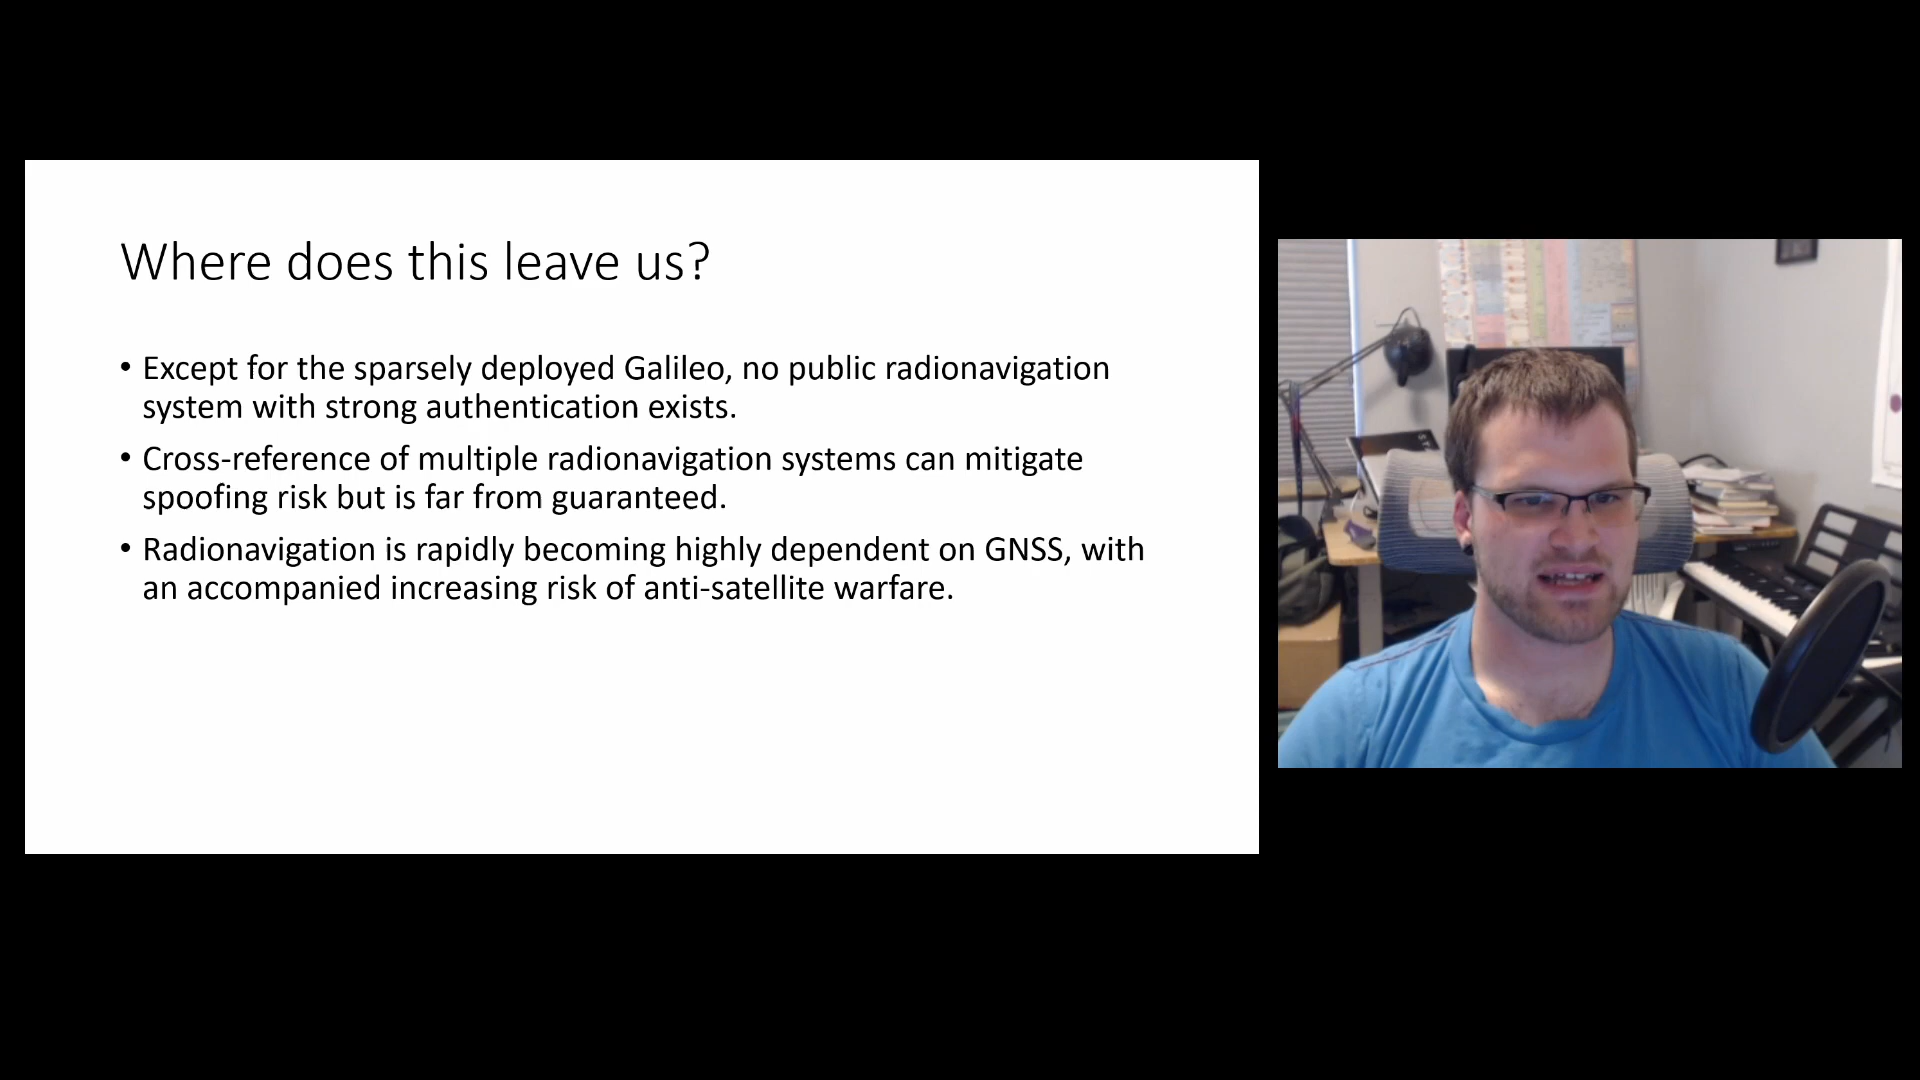 Where does this leave us?
• Except for the sparsely deployed Galileo, no public radionavigation
system with strong authentication exists.
• Cross-reference of multiple radionavigation systems can mitigate
spoofing risk but is far from guaranteed.
• Radionavigation is rapidly becoming highly dependent on GNSS, with
an accompanied increasing risk of anti-satellite warfare.